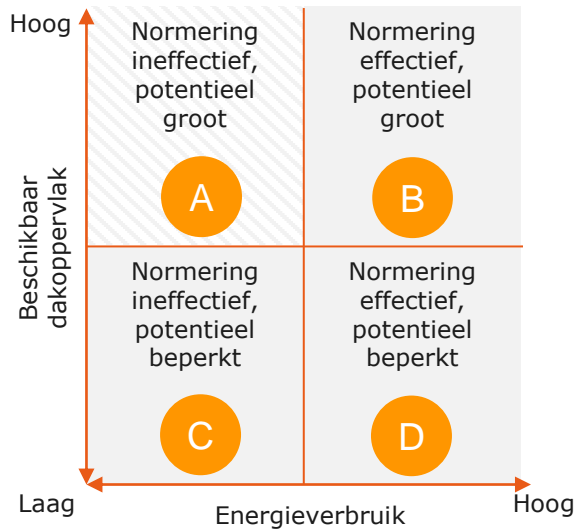 Hoog
Normering
ineffectief,
potentieel
groot
A
Normering
effectief,
potentieel
groot
B
Beschikbaar
dakoppervlak
Normering
ineffectief,
potentieel
beperkt
C
Normering
effectief,
potentieel
beperkt
D
Laag
Energieverbruik
Hoog